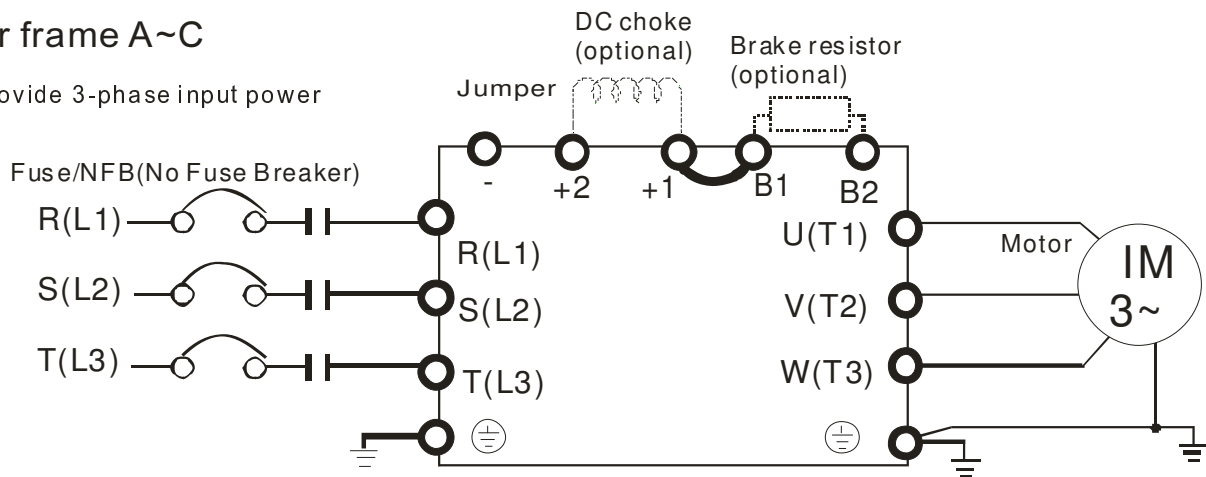 r frame A~C
ovide 3-phase input power
DC choke
(optional)
Brake resistor
(optional)
Jumper
Fuse/NFB(No Fuse Breaker)
- +2 +1 B1 B2
R(L1)
R(L1)
U(T1)
Motor
IM
3~
S(L2)
S(L2)
V(T2)
T(L3)
T(L3)
W(T3)